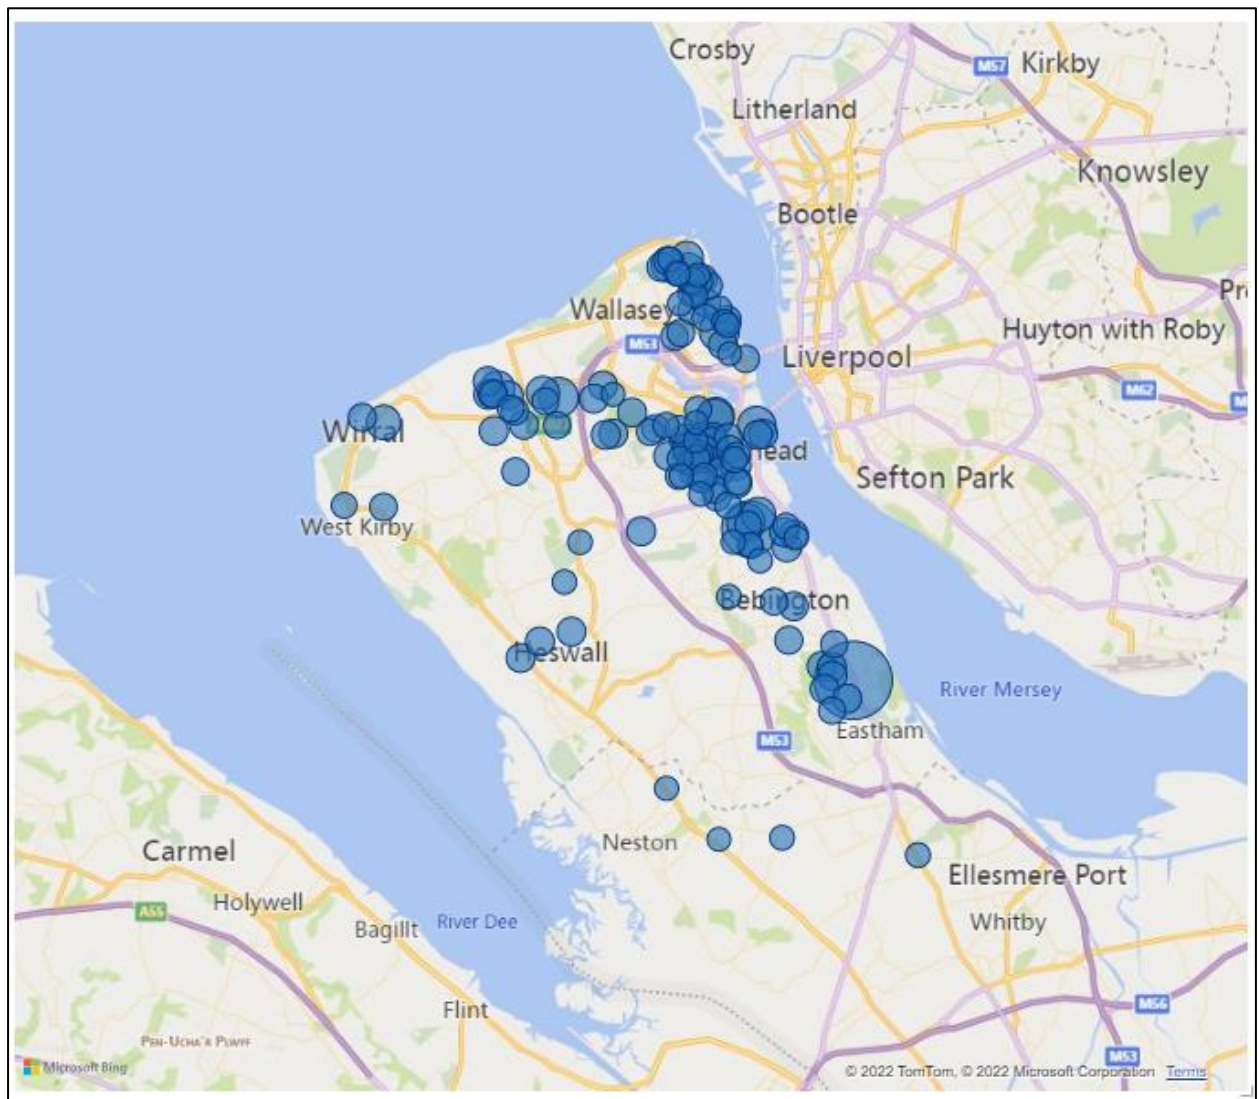 Crosby
M57
Kirkby
Litherland
Knowsley
Bootle
Pr
Wallasey
Huyton with Roby
M53
Liverpool
M62
M
Wirral
head
Sefton Park
West Kirby
Bebington
Heswall
River Mersey
Eastham
M53
Neston
Carmel
Ellesmere Port
Holywell
A55
River Dee
Whitby
Bagillt
Flint
M56
PEN-UCHA'R PLWYF
M53
Microsoft Bing
© 2022 TomTom, © 2022 Microsoft Corporation Terms